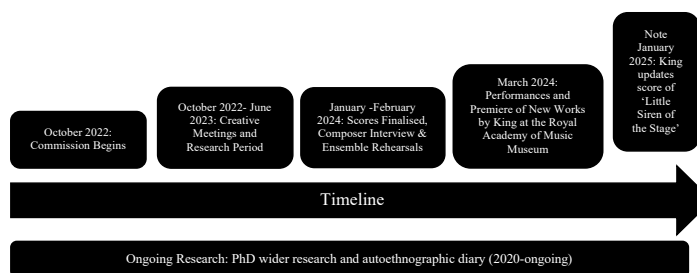 October 2022:
Commission Begins
October 2022- June
2023: Creative
Meetings and
Research Period
January -February
2024: Scores Finalised,
Composer Interview &
Ensemble Rehearsals
March 2024:
Performances and
Premiere of New Works
by King at the Royal
Academy of Music
Museum
Note
January
2025: King
updates
score of
‘Little
Siren of
the Stage’
Timeline
Ongoing Research: PhD wider research and autoethnographic diary (2020-ongoing)